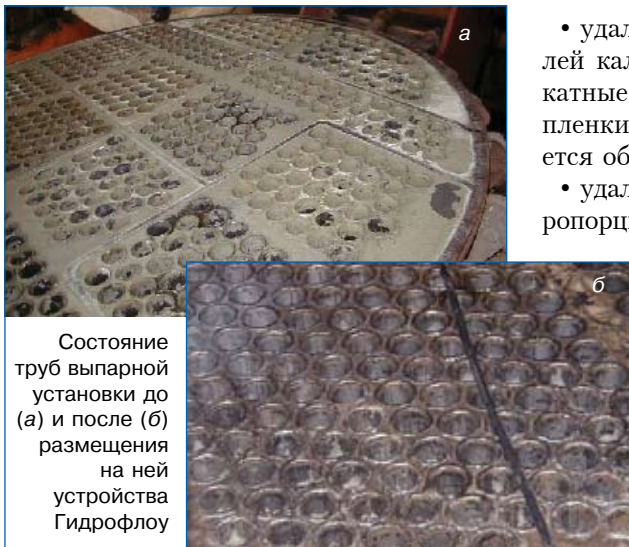 а
• удал
лей кал
катные
пленки
ется об
• удал
ропорц
б
Состояние
труб выпарной
установки до
(а) и после (б)
размещения
на ней
устройства
Гидрофлоу